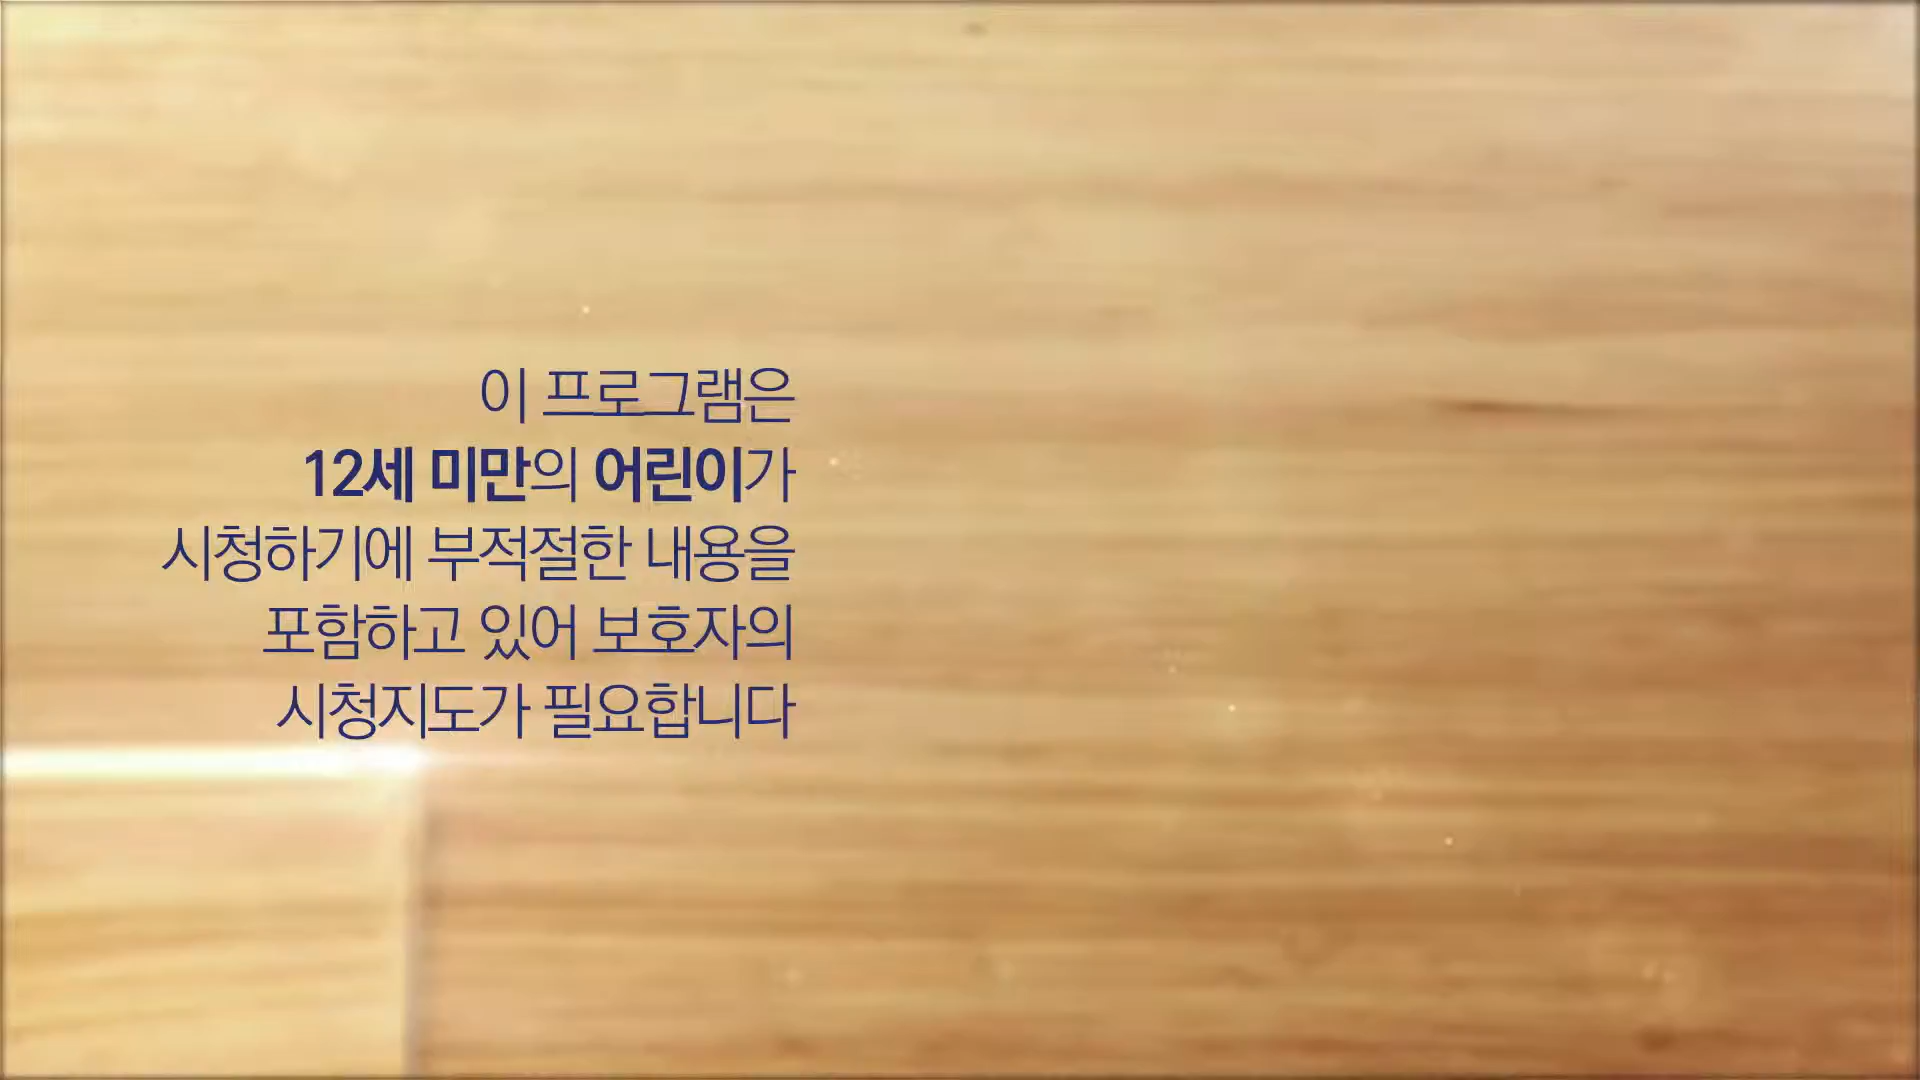 이 프로그램은
12세 미만의 어린이가
시청하기에 부적절한 내용을
포함하고 있어 보호자의
시청지도가 필요합니다